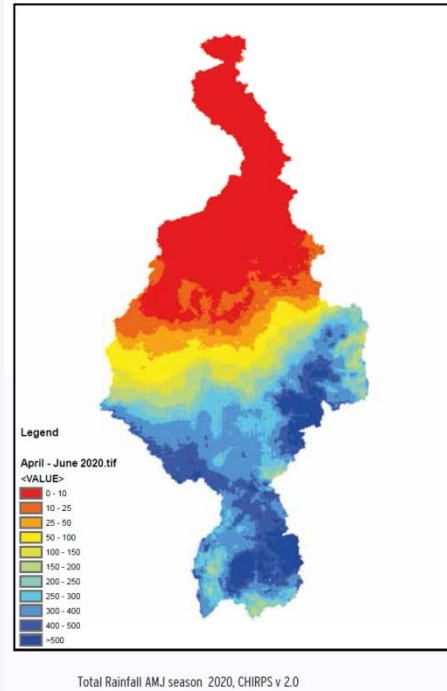 Legend
April - June 2020.tif
<VALUE>
0 - 10
10 - 25
25 - 50
50 - 100
100 - 150
150 - 200
200 - 250
250 - 300
300 - 400
400 - 500
>500
Total Rainfall AMJ season 2020, CHIRPS v 2.0